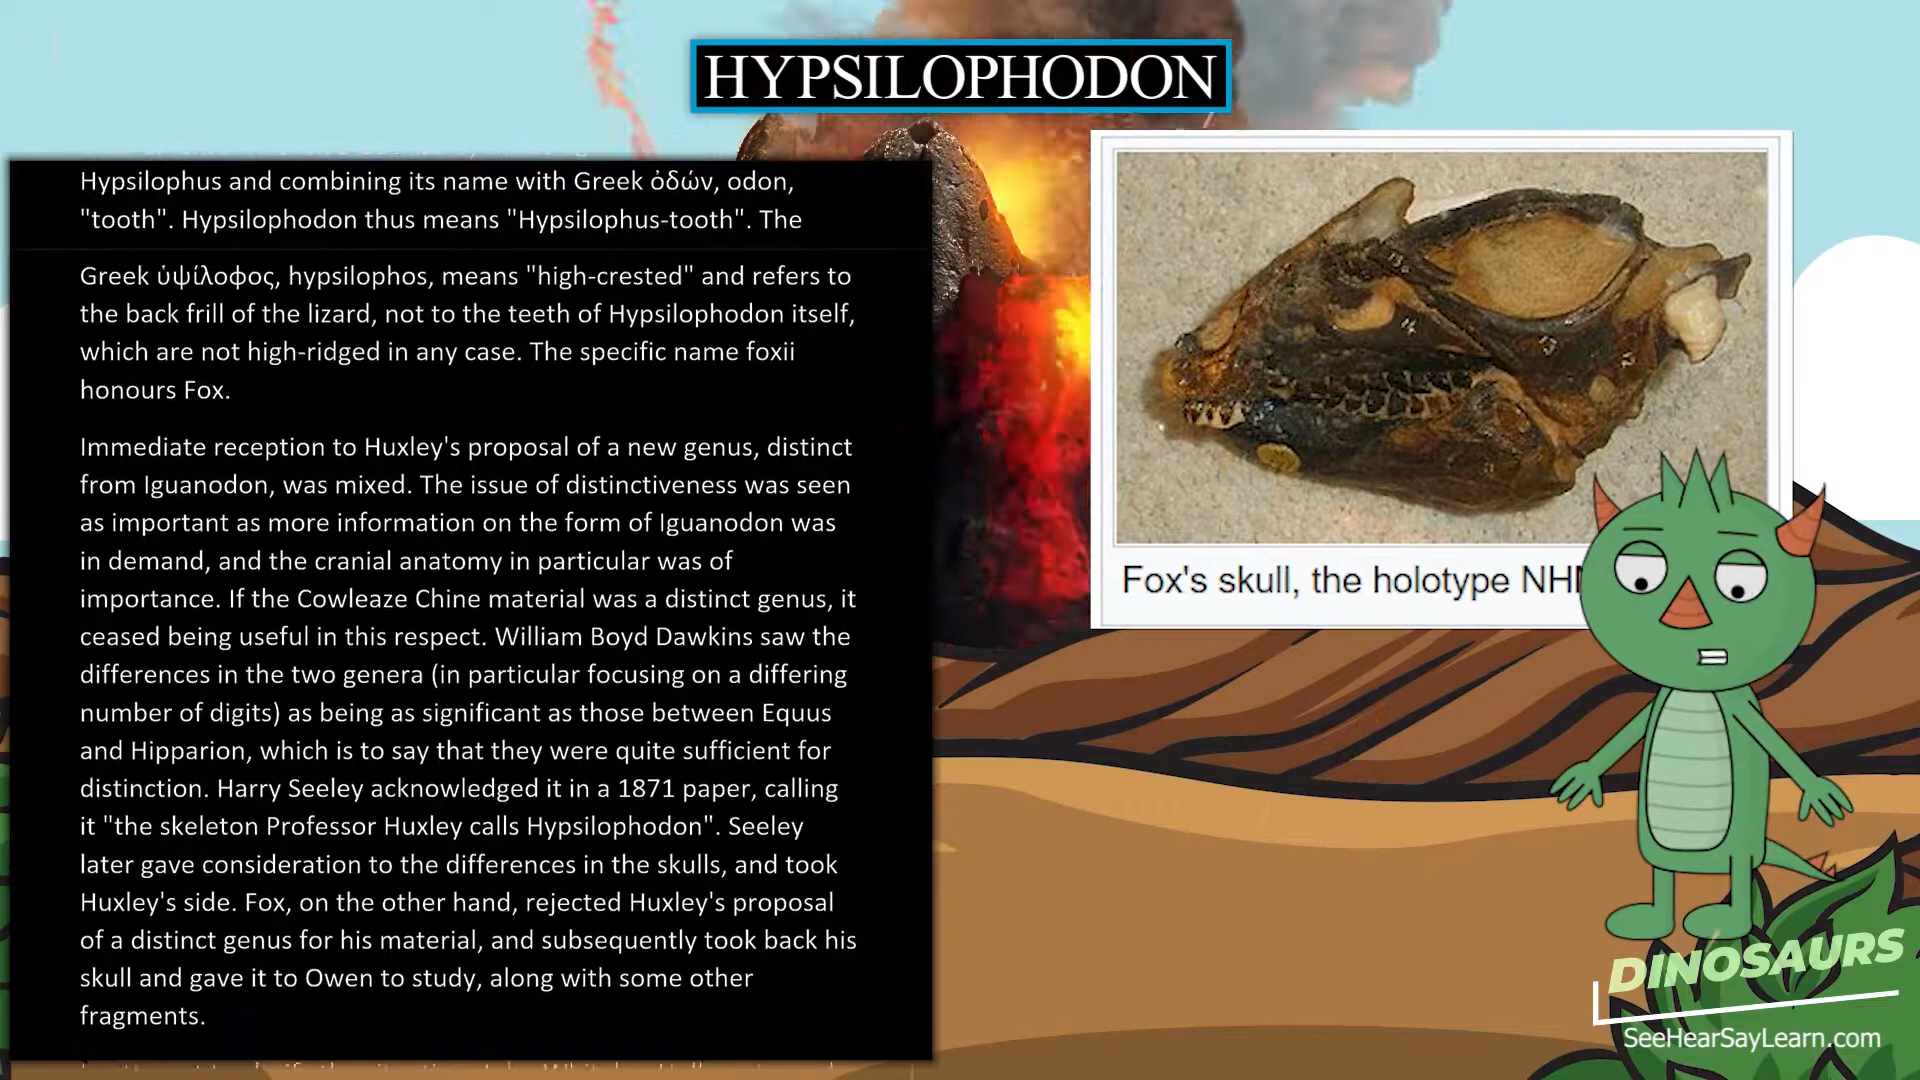 HYPSILOPHODON
Hypsilophus and combining its name with Greek ὀδών, odon,
"tooth". Hypsilophodon thus means "Hypsilophus-tooth". The
Greek ὑψίλοφος, hypsilophos, means "high-crested" and refers to
the back frill of the lizard, not to the teeth of Hypsilophodon itself,
which are not high-ridged in any case. The specific name foxii
honours Fox.
Immediate reception to Huxley's proposal of a new genus, distinct
from Iguanodon, was mixed. The issue of distinctiveness was seen
as important as more information on the form of Iguanodon was
in demand, and the cranial anatomy in particular was of
importance. If the Cowleaze Chine material was a distinct genus, it
ceased being useful in this respect. William Boyd Dawkins saw the
differences in the two genera (in particular focusing on a differing
number of digits) as being as significant as those between Equus
and Hipparion, which is to say that they were quite sufficient for
distinction. Harry Seeley acknowledged it in a 1871 paper, calling
it "the skeleton Professor Huxley calls Hypsilophodon". Seeley
later gave consideration to the differences in the skulls, and took
Huxley's side. Fox, on the other hand, rejected Huxley's proposal
of a distinct genus for his material, and subsequently took back his
skull and gave it to Owen to study, along with some other
fragments.
Fox's skull, the holotype
DINOSAURS
SeeHearSayLearn.com